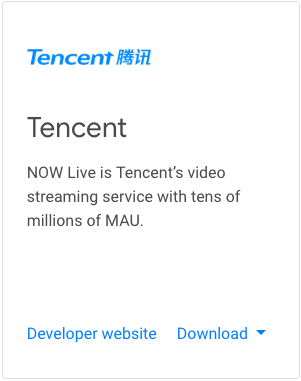 Tencent 腾讯
Tencent
NOW Live is Tencent’s video
streaming service with tens of
millions of MAU.
Developer website Download